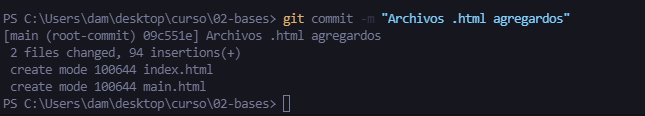 PS C:\Users\dam\desktop\curso\02-bases> git commit -m "Archivos .html agregardos"
[main (root-commit) 09c551e] Archivos .html agregardos
 2 files changed, 94 insertions(+)
 create mode 100644 index.html
 create mode 100644 main.html
PS C:\Users\dam\desktop\curso\02-bases>